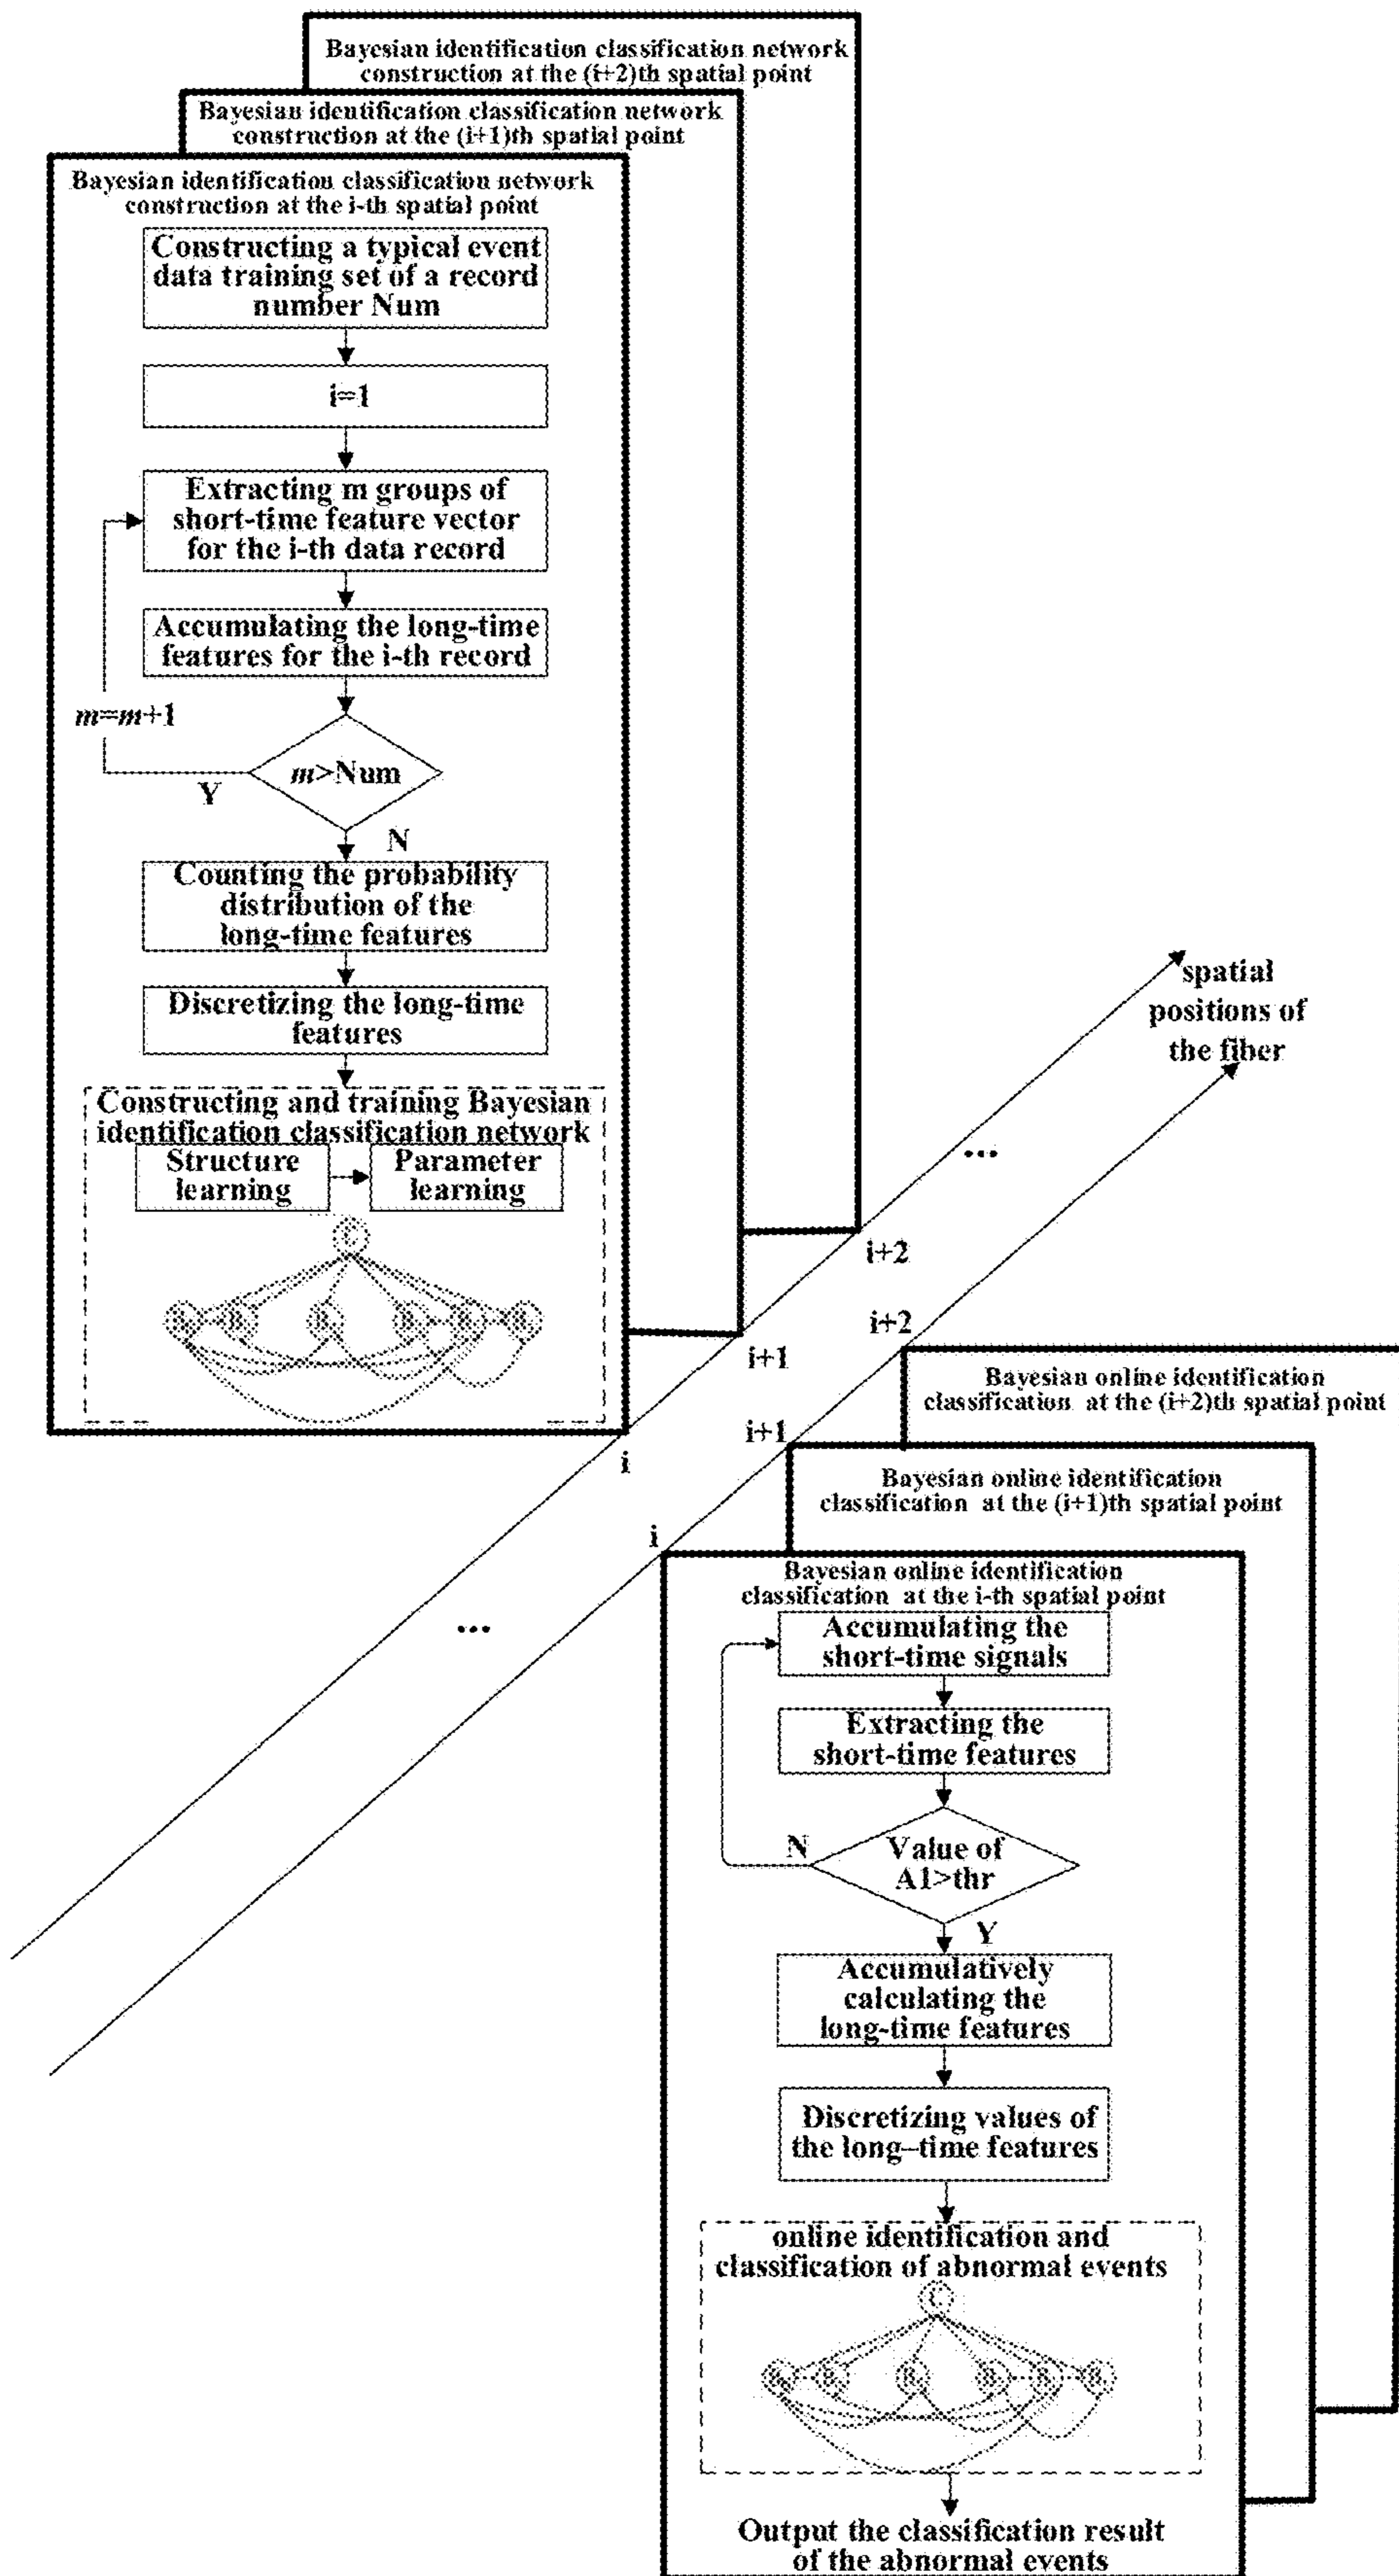 Bayesian identification classification network
construction at the (i+2)th spatial point
Bayesian identification classification network
construction at the (i+1)th spatial point
Bayesian identification classification network
construction at the i-th spatial point
Constructing a typical event
data training set of a record
number Num
i=1
Extracting m groups of
short-time feature vector
for the i-th data record
Accumulating the long-time
features for the i-th record
m=m+1
m>Num
Y
N
Counting the probability
distribution of the
long-time features
Discretizing the long-time
features
Constructing and training Bayesian
identification classification network
Structure
learning
Parameter
learning
C
spatial
positions of
the fiber
...
i+2
i+1
i
i+2
i+1
i
...
Bayesian online identification
classification at the (i+2)th spatial point
Bayesian online identification
classification at the (i+1)th spatial point
Bayesian online identification
classification at the i-th spatial point
Accumulating the
short-time signals
Extracting the
short-time features
Value of
A1>thr
N
Y
Accumulatively
calculating the
long-time features
Discretizing values of
the long-time features
online identification and
classification of abnormal events
C
Output the classification result
of the abnormal events